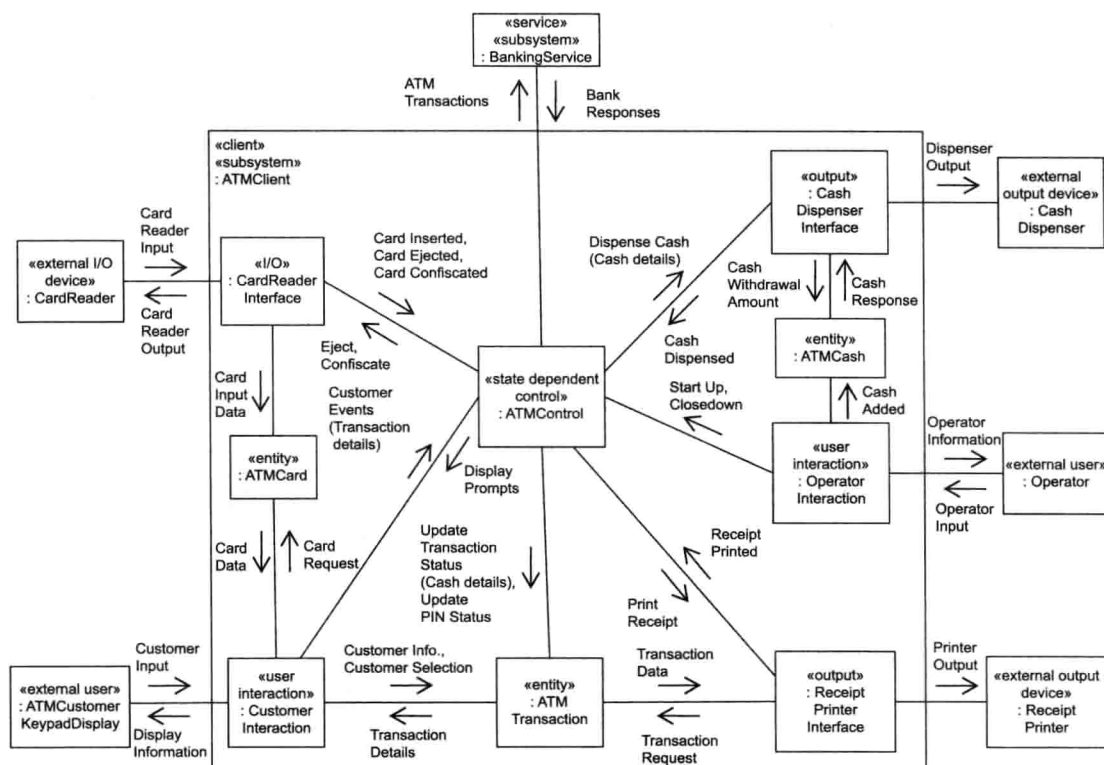 «service»
«subsystem»
: BankingService
ATM
Transactions
Bank
Responses
«client»
«subsystem»
: ATMClient
Dispenser
Output
«output»
: Cash
Dispenser
Interface
«external
output device»
: Cash
Dispenser
Card
Reader
Input
Card Inserted,
Card Ejected,
Card Confiscated
Dispense Cash
(Cash details)
«external I/O
device»
: CardReader
«I/O»
: CardReader
Interface
Cash
Withdrawal
Amount
Cash
Response
Card
Reader
Output
Eject,
Confiscate
Cash
Dispensed
«entity»
: ATMCash
Card
Input
Data
Customer
Events
(Transaction
details)
«state dependent
control»
: ATMControl
Start Up,
Closedown
Cash
Added
Operator
Information
«entity»
: ATMCard
Display
Prompts
«user
interaction»
: Operator
Interaction
«external user»
: Operator
Operator
Input
Card
Data
Card
Request
Update
Transaction
Status
(Cash details),
Update
PIN Status
Receipt
Printed
Print
Receipt
Customer
Input
Customer Info.,
Customer Selection
Transaction
Data
Printer
Output
«external user»
: ATMCustomer
KeypadDisplay
«user
interaction»
: Customer
Interaction
«entity»
: ATM
Transaction
«output»
: Receipt
Printer
Interface
«external output
device»
: Receipt
Printer
Display
Information
Transaction
Details
Transaction
Request